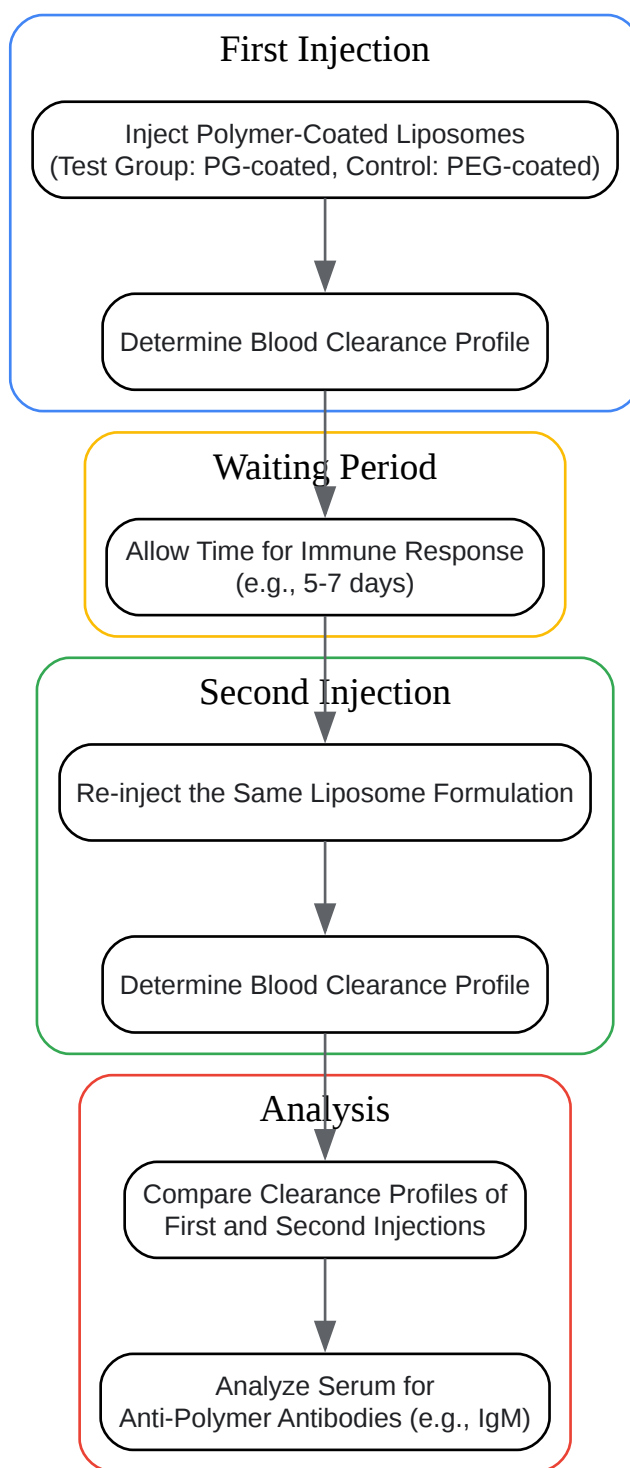 First Injection
Inject Polymer-Coated Liposomes
(Test Group: PG-coated, Control: PEG-coated)
Determine Blood Clearance Profile
Waiting Period
Allow Time for Immune Response
(e.g., 5-7 days)
Second Injection
Re-inject the Same Liposome Formulation
Determine Blood Clearance Profile
Analysis
Compare Clearance Profiles of
First and Second Injections
Analyze Serum for
Anti-Polymer Antibodies (e.g., IgM)